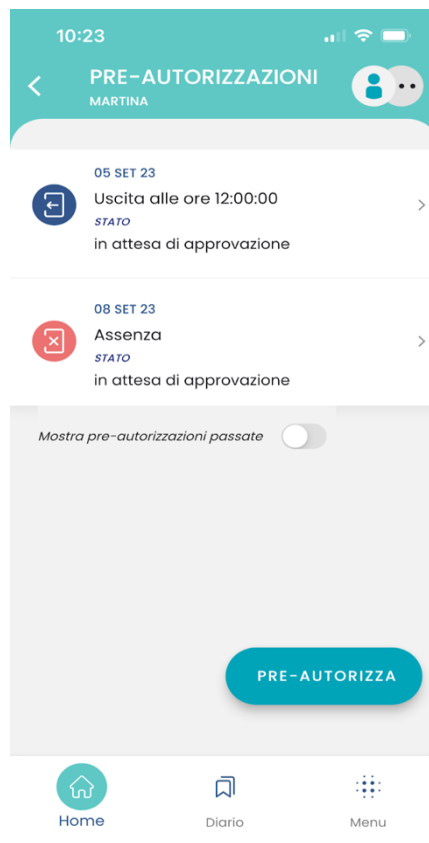 10:23
PRE-AUTORIZZAZIONI
MARTINA
05 SET 23
Uscita alle ore 12:00:00
STATO
in attesa di approvazione
08 SET 23
Assenza
STATO
in attesa di approvazione
Mostra pre-autorizzazioni passate
PRE-AUTORIZZA
Home
Diario
Menu